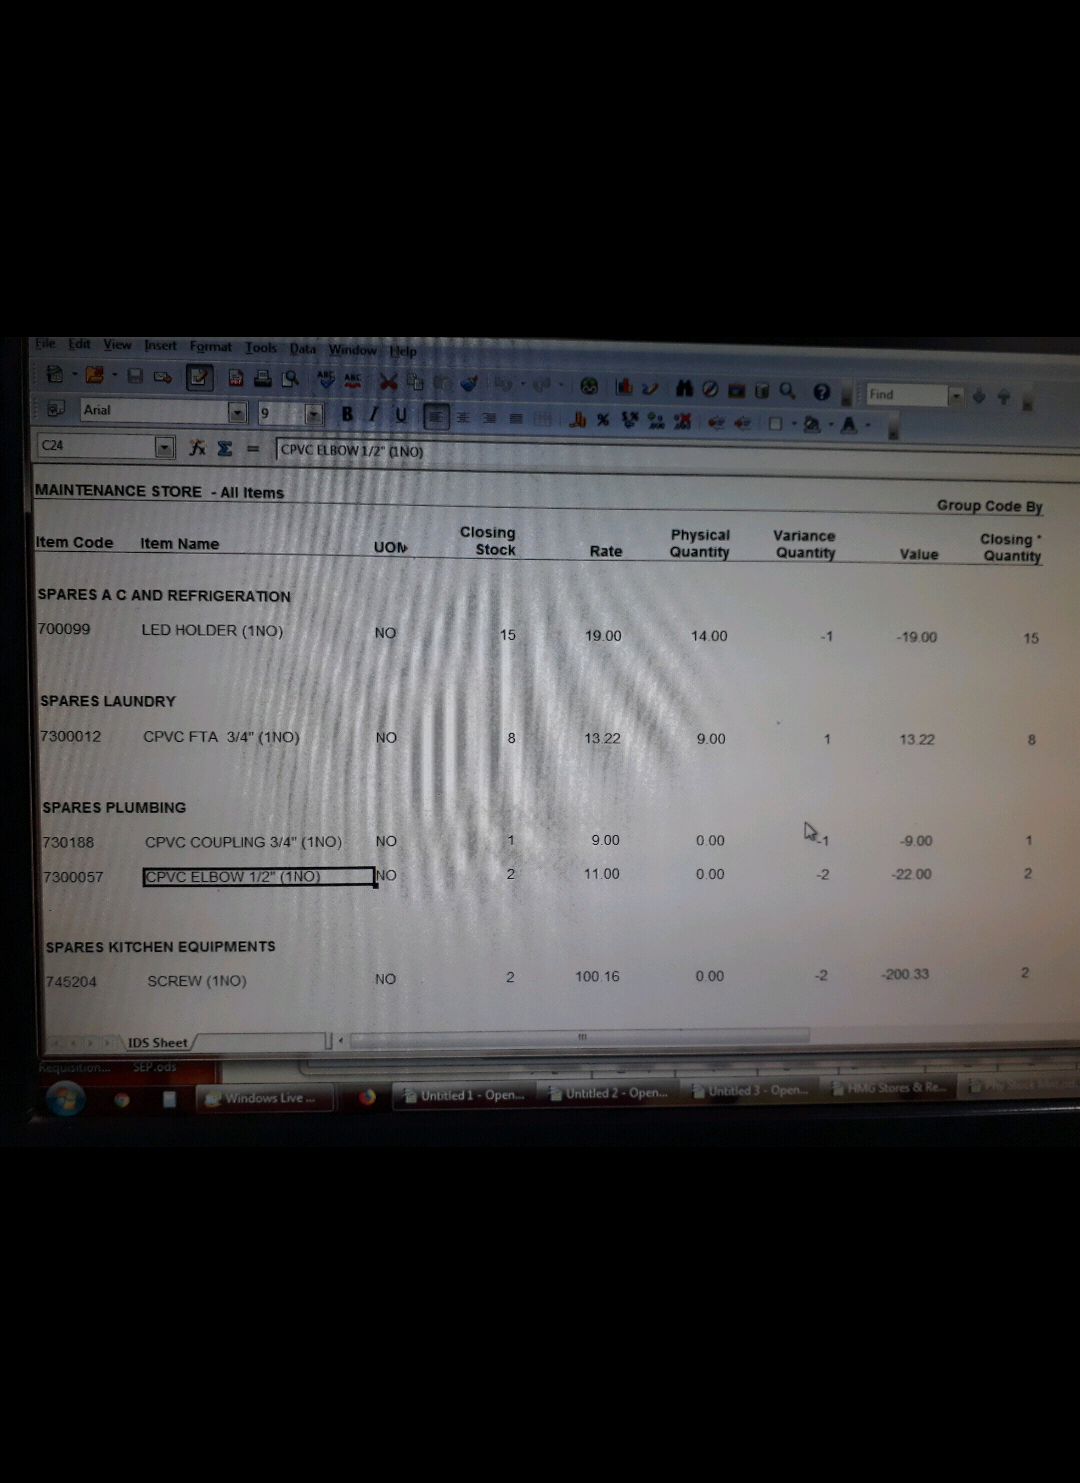 File Edit View Insert Format Tools Data Window Help
Find
Arial 9 B I U
C24 CPVC ELBOW 1/2" (1NO)
MAINTENANCE STORE - All Items
Group Code By
Item Code Item Name UOM Closing Stock Rate Physical Quantity Variance Quantity Value Closing Quantity
SPARES A C AND REFRIGERATION
700099 LED HOLDER (1NO) NO 15 19.00 14.00 -1 -19.00 15
SPARES LAUNDRY
7300012 CPVC FTA 3/4" (1NO) NO 8 13.22 9.00 1 13.22 8
SPARES PLUMBING
730188 CPVC COUPLING 3/4" (1NO) NO 1 9.00 0.00 -1 -9.00 1
7300057 CPVC ELBOW 1/2" (1NO) NO 2 11.00 0.00 -2 -22.00 2
SPARES KITCHEN EQUIPMENTS
745204 SCREW (1NO) NO 2 100.16 0.00 -2 -200.33 2
IDS Sheet
Requisition... SEP.ods
Windows Live ... Untitled 1 - Open... Untitled 2 - Open... Untitled 3 - Open... HMG Stores & Re...